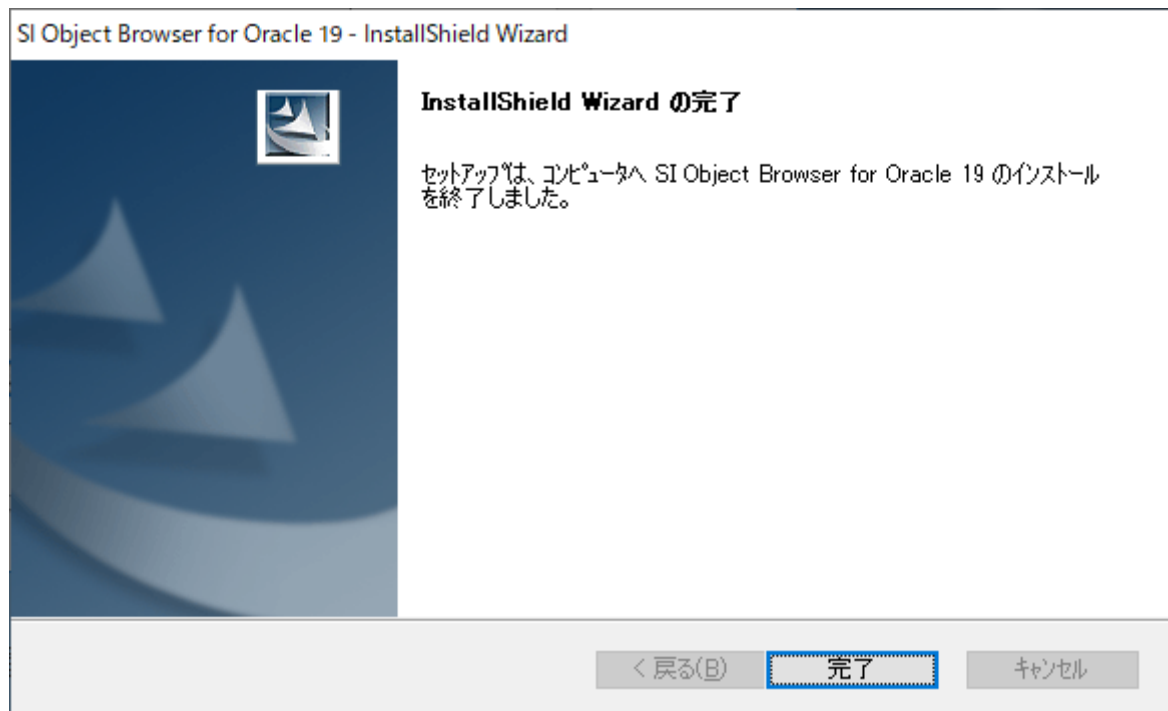 SI Object Browser for Oracle 19 - InstallShield Wizard
InstallShield Wizard の完了
セットアップは、コンピュータへ SI Object Browser for Oracle 19 のインストール
を終了しました。
< 戻る(B)
完了
キャンセル